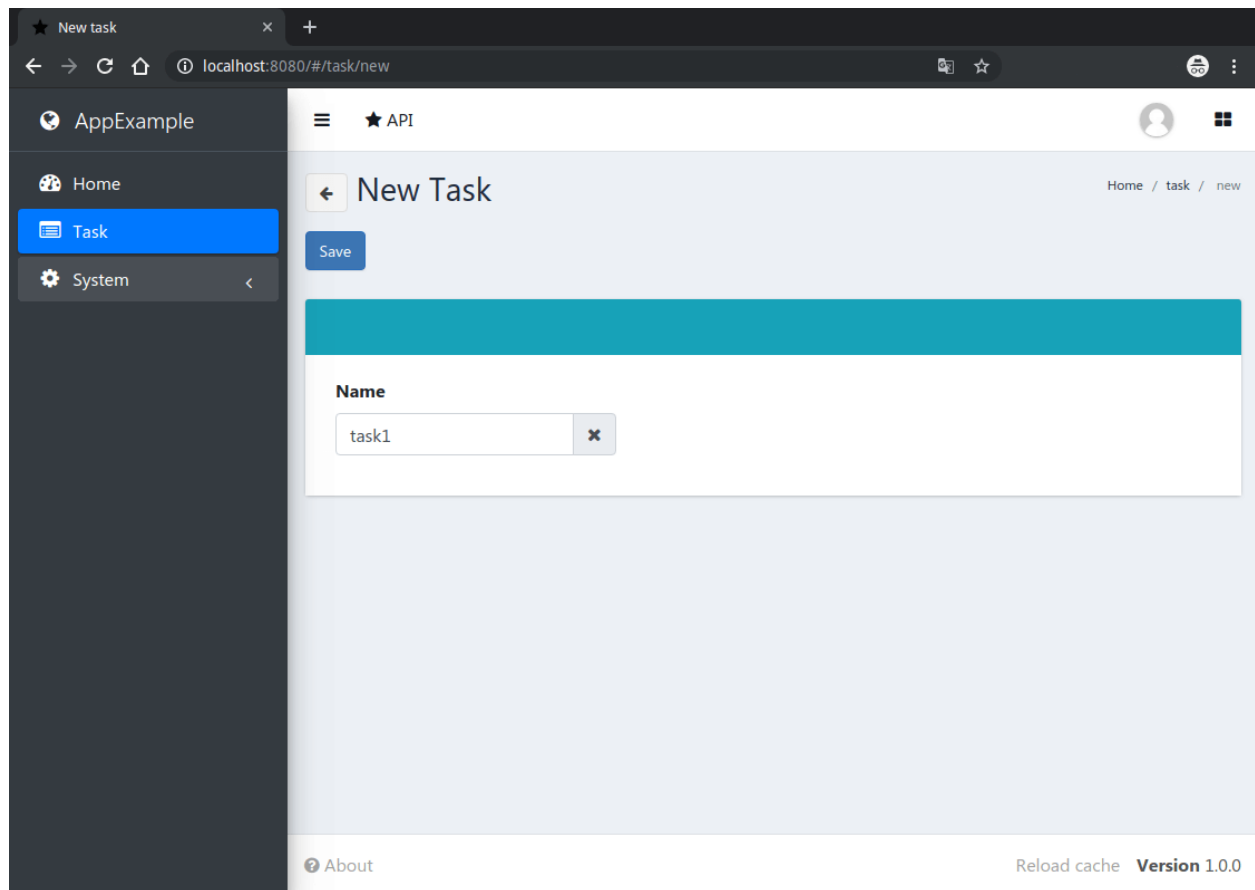 New task
localhost:8080/#/task/new
AppExample
API
Home
New Task
Home / task / new
Task
Save
System
Name
task1
About
Reload cache Version 1.0.0